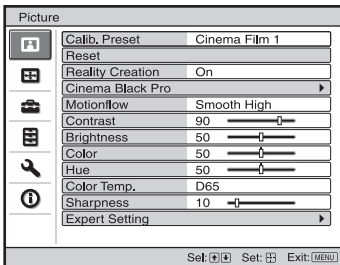 Picture
Calib. Preset Cinema Film 1
Reset
Reality Creation On
Cinema Black Pro
Motionflow Smooth High
Contrast 90
Brightness 50
Color 50
Hue 50
Color Temp. D65
Sharpness 10
Expert Setting
Sel: Set: Exit: MENU